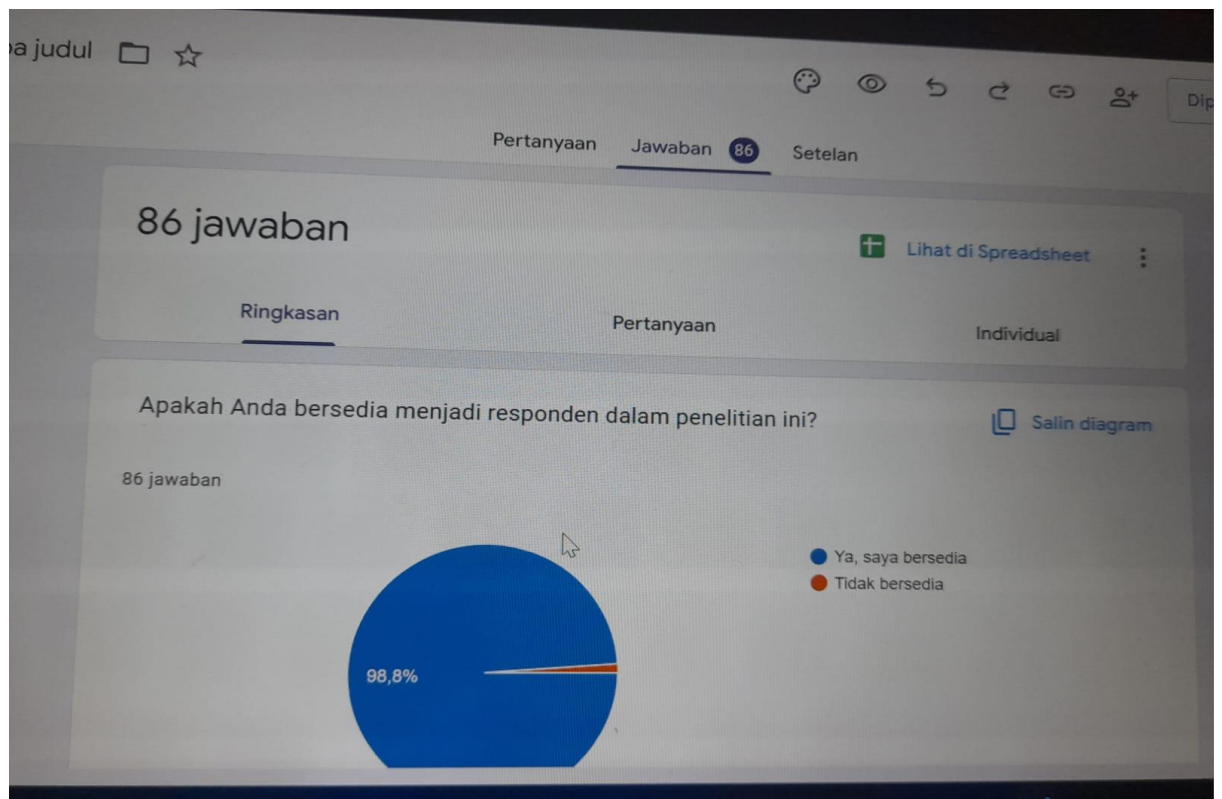 judul
Pertanyaan Jawaban 86 Setelan
86 jawaban
Lihat di Spreadsheet
Ringkasan Pertanyaan Individual
Apakah Anda bersedia menjadi responden dalam penelitian ini?
Salin diagram
86 jawaban
Ya, saya bersedia
Tidak bersedia
98,8%